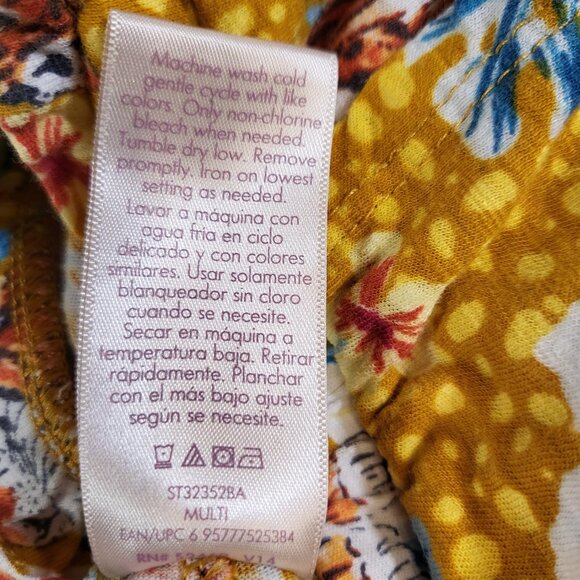 Machine wash cold
gentle cycle with like
colors. Only non-chlorine
bleach when needed.
Tumble dry low. Remove
promptly. Iron on lowest
setting as needed.
Lavar a máquina con
agua fria en ciclo
delicado y con colores
similares. Usar solamente
blanqueador sin cloro
cuando se necesite.
Secar en máquina a
temperatura baja. Retirar
rápidamente. Planchar
con el más bajo ajuste
según se necesite.
ST32352BA
MULTI
EAN/UPC 6 95777525384
RN#